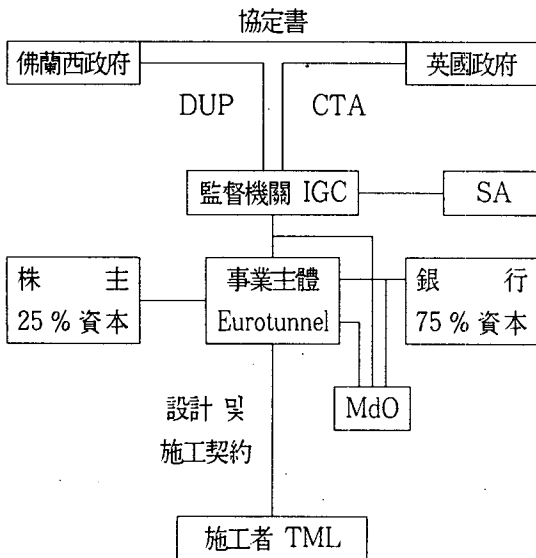 協定書
佛蘭西政府
英國政府
DUP
CTA
監督機關 IGC
SA
株 主
25 % 資本
事業主體
Eurotunnel
銀 行
75 % 資本
設計 및
施工契約
MdO
施工者 TML